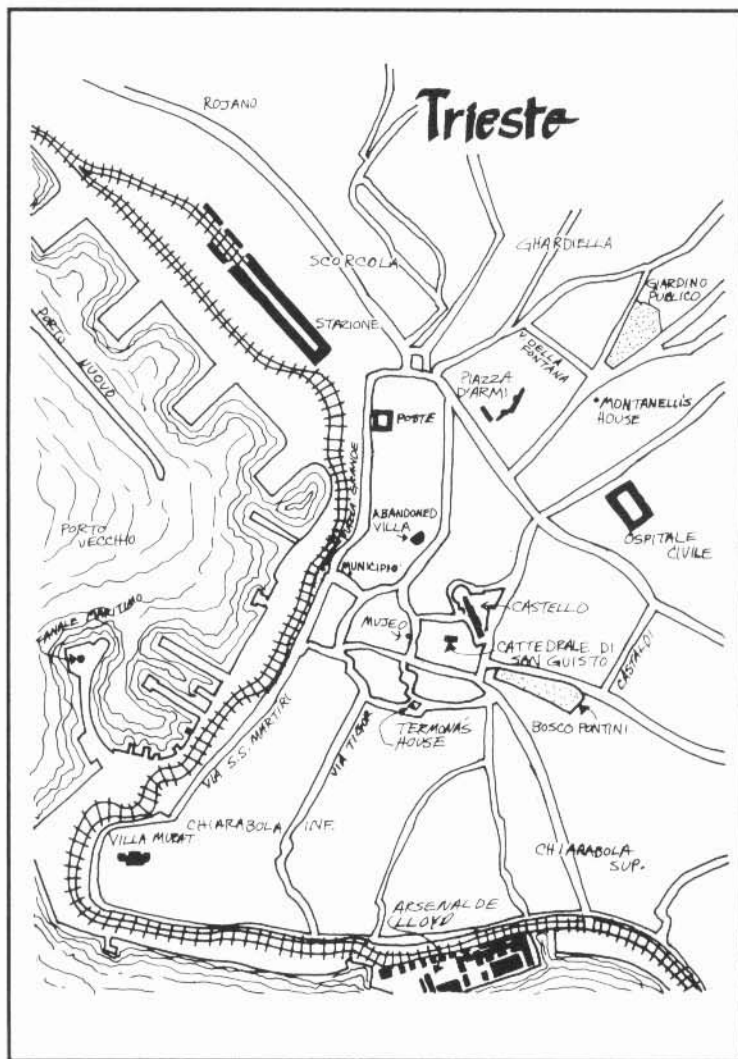 Trieste
ROJANO
SCORCOLA
GHARDIELLA
GIARDINO
PUBLICO
STAZIONE
V. DELLA
FONTANA
PIAZZA
D'ARMI
PORTO
NUOVO
POSTE
MONTANELLI'S
HOUSE
GRANDE
ABANDONED
VILLA
PORTO
VECCHIO
OSPITALE
CIVILE
MUNICIPIO
CASTELLO
FANALE MARITIMO
MUJEO
CATTEDRALE DI
SAN GUISTO
CASTALDI
BOSCO PONTINI
TERMONA'S
HOUSE
VIA S.S. MARTIRI
VIA TIGOR
CHIARABOLA INF.
VILLA MURAT
CHIARABOLA
SUP.
ARSENAL DE
LLOYD